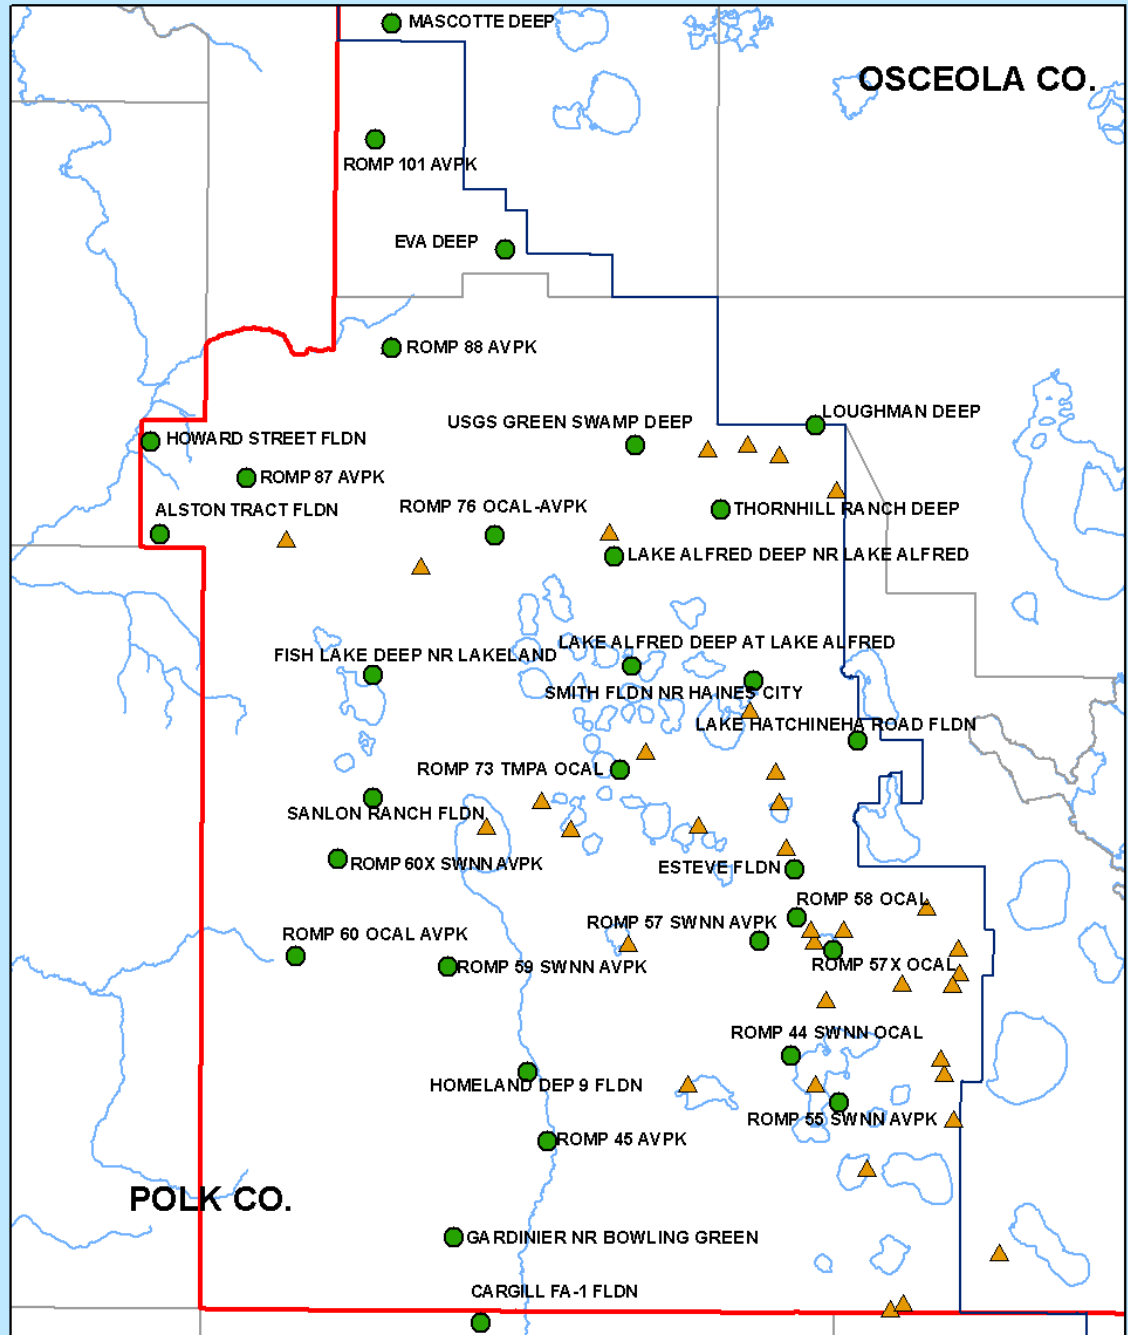 MASCOTTE DEEP
OSCEOLA CO.
ROMP 101 AVPK
EVA DEEP
ROMP 88 AVPK
LOUGHMAN DEEP
USGS GREEN SWAMP DEEP
HOWARD STREET FLDN
ROMP 87 AVPK
ROMP 76 OCAL-AVPK
ALSTON TRACT FLDN
THORNHILL RANCH DEEP
LAKE ALFRED DEEP NR LAKE ALFRED
LAKE ALFRED DEEP AT LAKE ALFRED
FISH LAKE DEEP NR LAKELAND
SMITH FLDN NR HAINES CITY
LAKE HATCHINEHA ROAD FLDN
ROMP 73 TMPA OCAL
SANLON RANCH FLDN
ROMP 60X SWNN AVPK
ESTEVE FLDN
ROMP 58 OCAL
ROMP 57 SWNN AVPK
ROMP 60 OCAL AVPK
ROMP 57X OCAL
ROMP 59 SWNN AVPK
ROMP 44 SWNN OCAL
HOMELAND DEP 9 FLDN
ROMP 55 SWNN AVPK
ROMP 45 AVPK
POLK CO.
GARDINIER NR BOWLING GREEN
CARGILL FA-1 FLDN